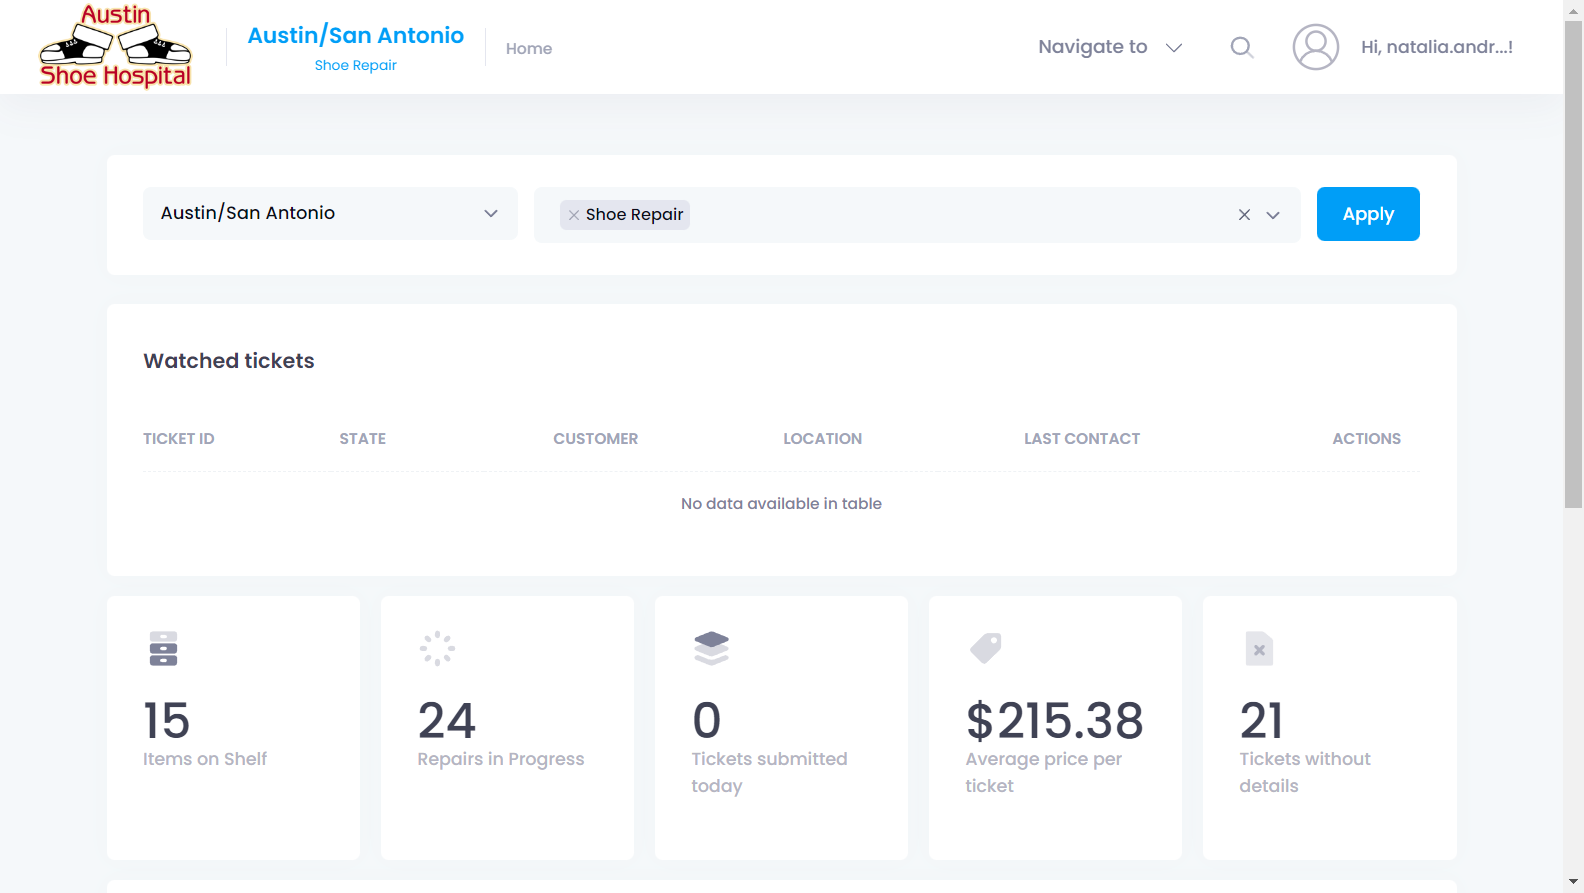 Austin
Shoe Hospital
Austin/San Antonio
Shoe Repair
Home
Navigate to
Hi, natalia.andr...!
Austin/San Antonio
Shoe Repair
Apply
Watched tickets
TICKET ID STATE CUSTOMER LOCATION LAST CONTACT ACTIONS
No data available in table
15
Items on Shelf
24
Repairs in Progress
0
Tickets submitted
today
$215.38
Average price per
ticket
21
Tickets without
details